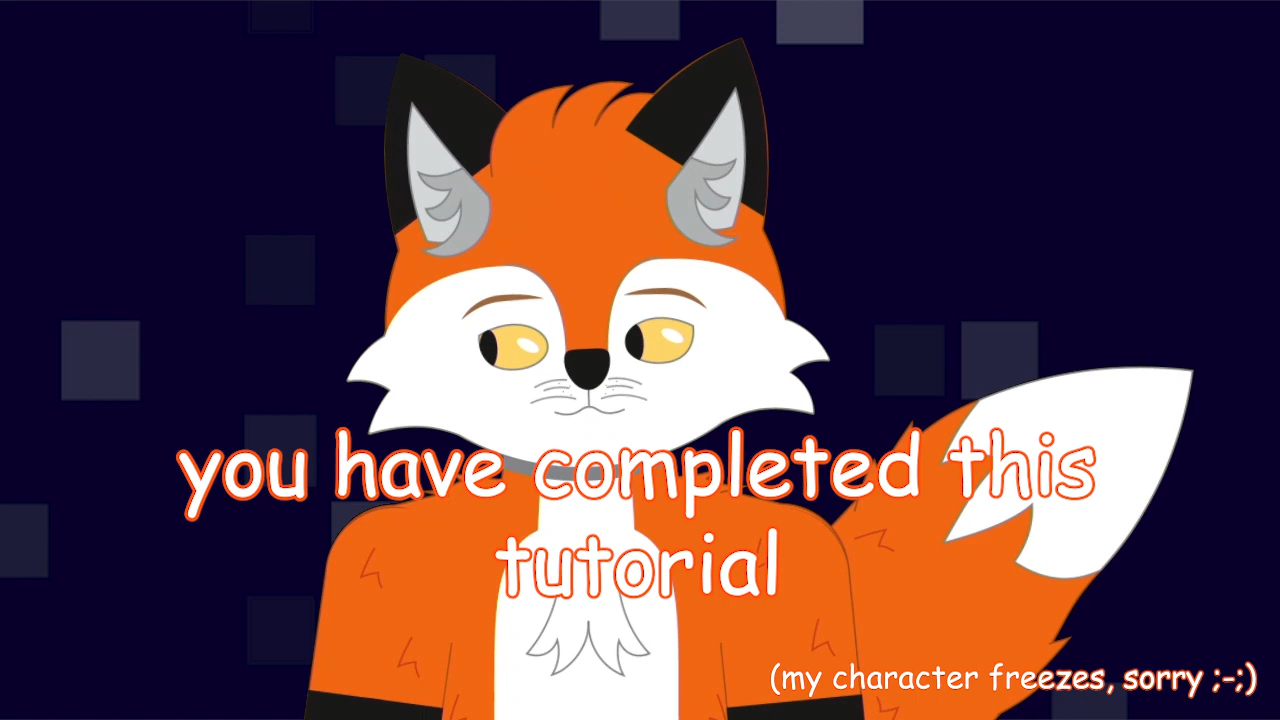 you have completed this
tutorial
(my character freezes, sorry ;-;)